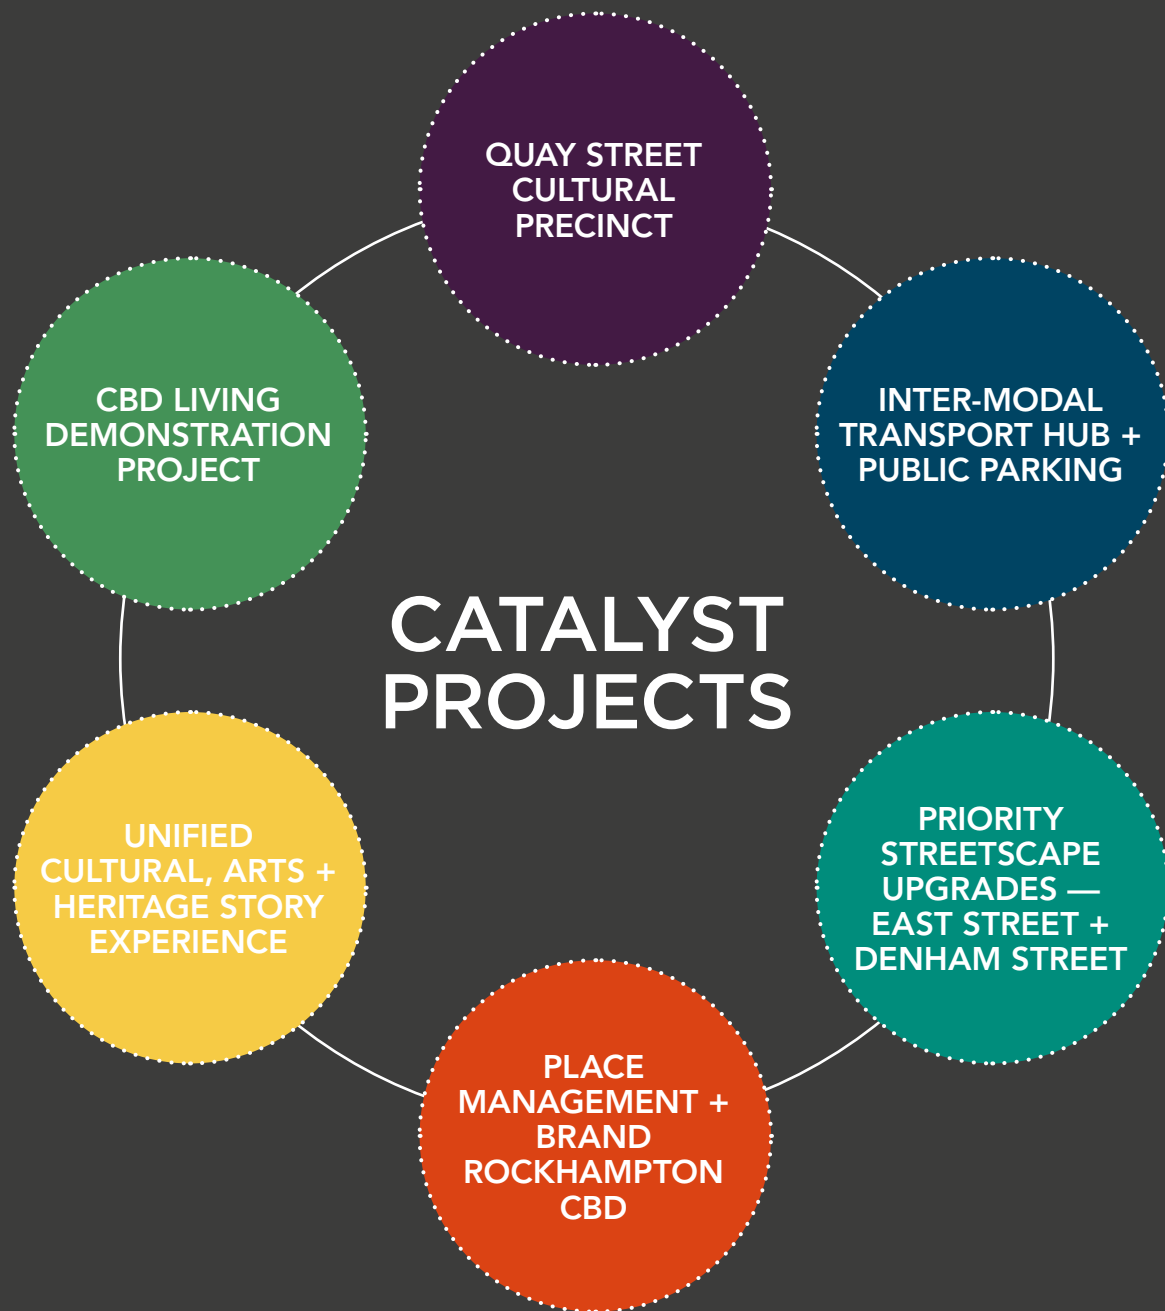 QUAY STREET
CULTURAL
PRECINCT
CBD LIVING
DEMONSTRATION
PROJECT
INTER-MODAL
TRANSPORT HUB +
PUBLIC PARKING
CATALYST
PROJECTS
UNIFIED
CULTURAL, ARTS +
HERITAGE STORY
EXPERIENCE
PRIORITY
STREETSCAPE
UPGRADES —
EAST STREET +
DENHAM STREET
PLACE
MANAGEMENT +
BRAND
ROCKHAMPTON
CBD